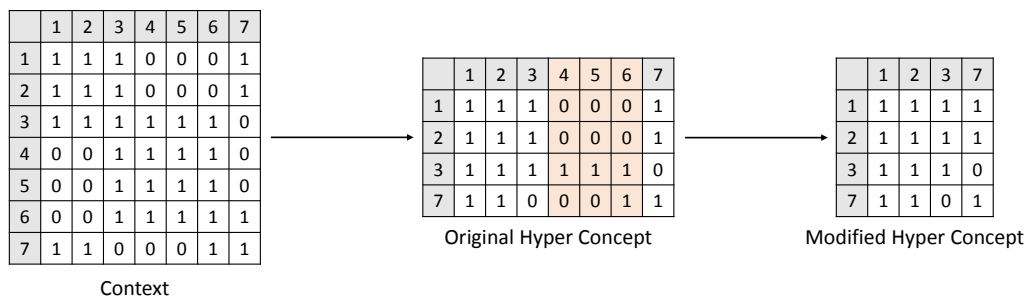 1 2 3 4 5 6 7
1 1 1 1 0 0 0 1
2 1 1 1 0 0 0 1
3 1 1 1 1 1 1 0
4 0 0 1 1 1 1 0
5 0 0 1 1 1 1 0
6 0 0 1 1 1 1 1
7 1 1 0 0 0 1 1
Context
1 2 3 4 5 6 7
1 1 1 1 0 0 0 1
2 1 1 1 0 0 0 1
3 1 1 1 1 1 1 0
7 1 1 0 0 0 1 1
Original Hyper Concept
1 2 3 7
1 1 1 1 1
2 1 1 1 1
3 1 1 1 0
7 1 1 0 1
Modified Hyper Concept